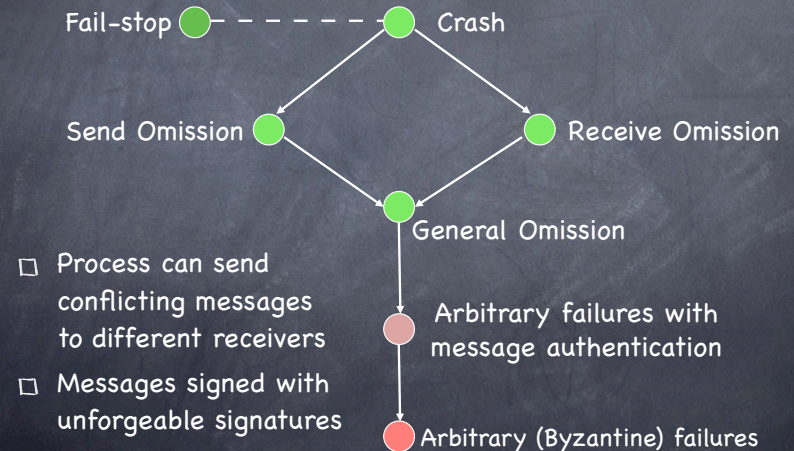 Fail-stop
Crash
Send Omission
Receive Omission
General Omission
Process can send
conflicting messages
to different receivers
Messages signed with
unforgeable signatures
Arbitrary failures with
message authentication
Arbitrary (Byzantine) failures